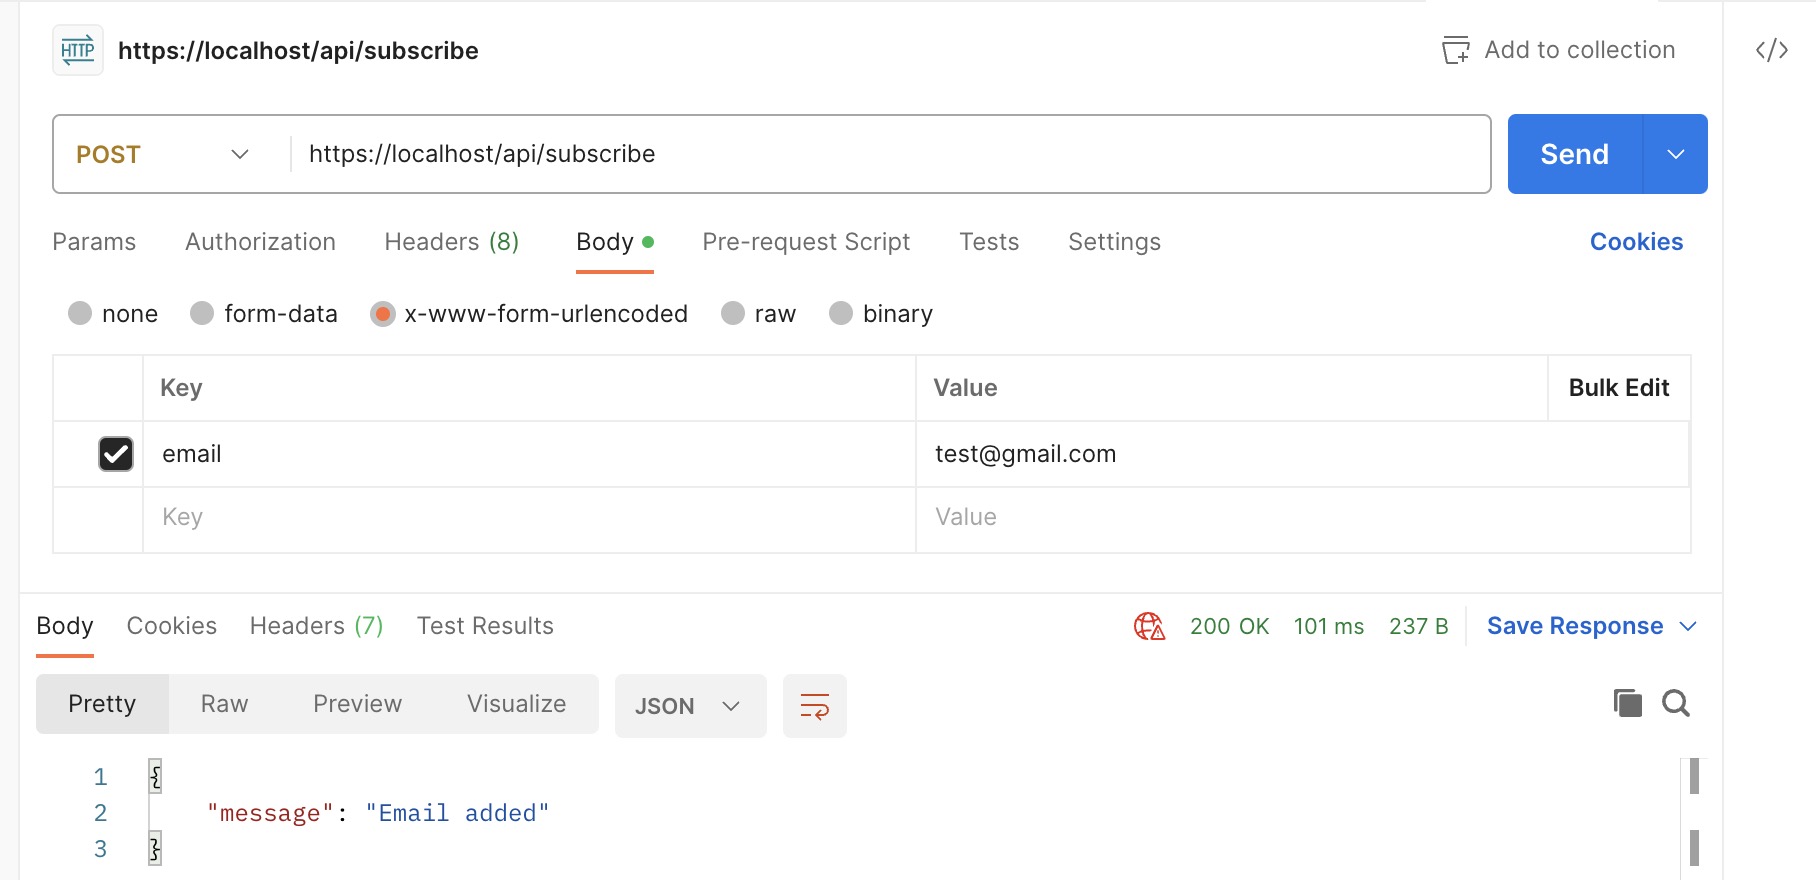 HTTP https://localhost/api/subscribe Add to collection </>
POST https://localhost/api/subscribe Send
Params Authorization Headers (8) Body Pre-request Script Tests Settings Cookies
none form-data x-www-form-urlencoded raw binary
Key Value Bulk Edit
email test@gmail.com
Key Value
Body Cookies Headers (7) Test Results 200 OK 101 ms 237 B Save Response
Pretty Raw Preview Visualize JSON
1 {
2 "message": "Email added"
3 }